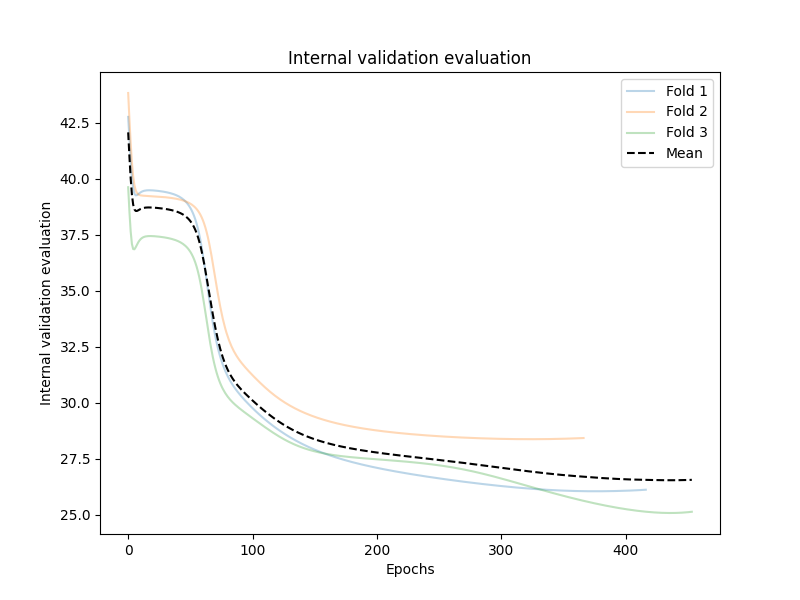 Internal validation evaluation
Fold 1
Fold 2
Fold 3
Mean
Internal validation evaluation
42.5
40.0
37.5
35.0
32.5
30.0
27.5
25.0
0
100
200
300
400
Epochs